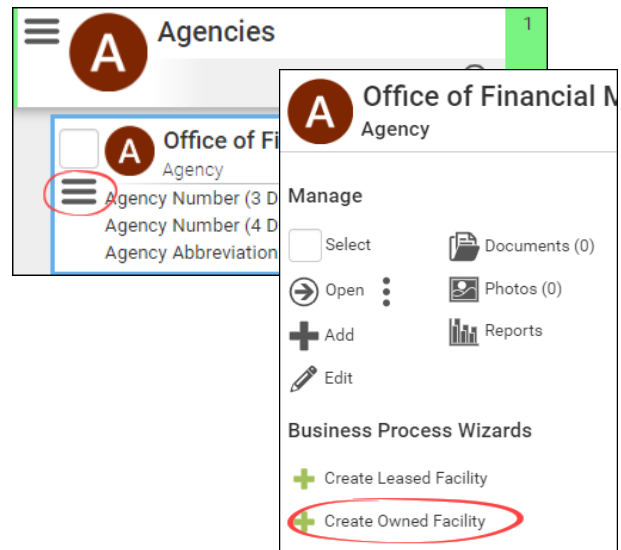 A
Agencies
1
A
Office of Fi
Agency
Agency Number (3 D
Agency Number (4 D
Agency Abbreviation
A
Office of Financial
Agency
Manage
Select
Documents (0)
Open
Photos (0)
Add
Reports
Edit
Business Process Wizards
Create Leased Facility
Create Owned Facility